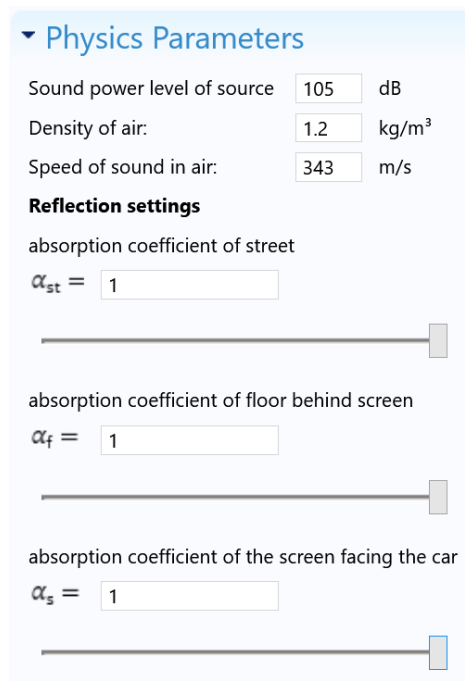 Physics Parameters
Sound power level of source 105 dB
Density of air: 1.2 kg/m³
Speed of sound in air: 343 m/s
Reflection settings
absorption coefficient of street
αst = 1
absorption coefficient of floor behind screen
αf = 1
absorption coefficient of the screen facing the car
αs = 1